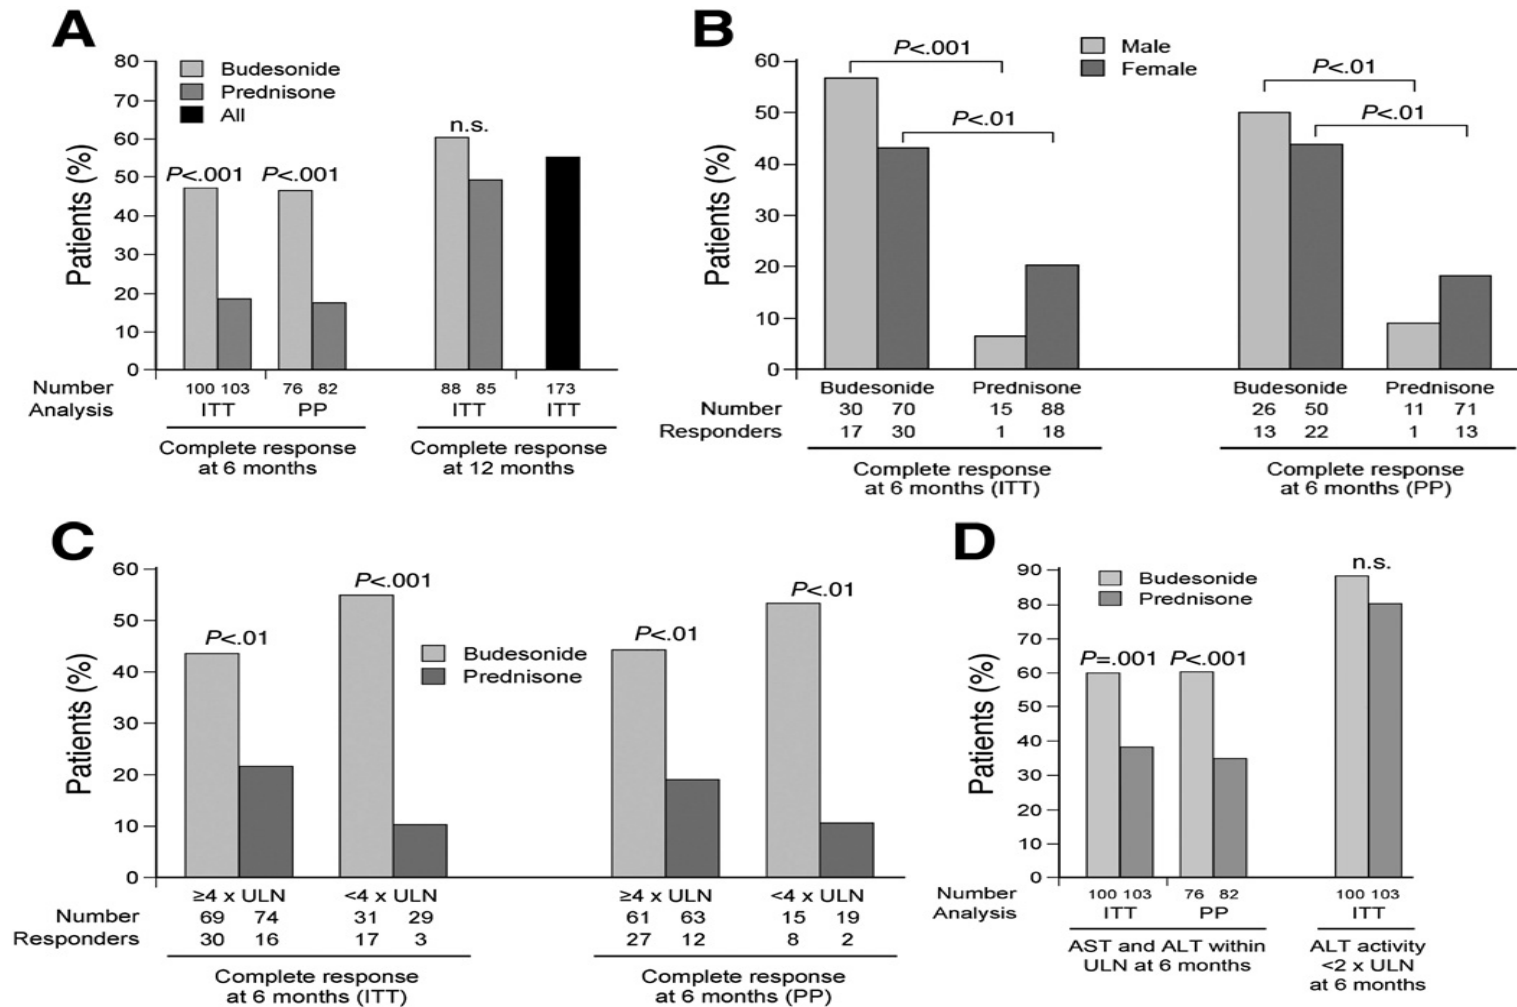 A
80
70
60
50
40
30
20
10
0
Patients (%)
Budesonide
Prednisone
All
P<.001 P<.001
n.s.
Number 100 103 76 82 88 85 173
Analysis ITT PP ITT ITT
Complete response
at 6 months
Complete response
at 12 months
B
60
50
40
30
20
10
0
Patients (%)
Male
Female
P<.001
P<.01
P<.01
P<.01
Budesonide Prednisone Budesonide Prednisone
Number 30 70 15 88 26 50 11 71
Responders 17 30 1 18 13 22 1 13
Complete response
at 6 months (ITT)
Complete response
at 6 months (PP)
C
60
50
40
30
20
10
0
Patients (%)
P<.01
P<.001
Budesonide
Prednisone
P<.01
P<.01
≥4 x ULN <4 x ULN ≥4 x ULN <4 x ULN
Number 69 74 31 29 61 63 15 19
Responders 30 16 17 3 27 12 8 2
Complete response
at 6 months (ITT)
Complete response
at 6 months (PP)
D
90
80
70
60
50
40
30
20
10
0
Patients (%)
Budesonide
Prednisone
P=.001 P<.001
n.s.
Number 100 103 76 82 100 103
Analysis ITT PP ITT
AST and ALT within
ULN at 6 months
ALT activity
<2 x ULN
at 6 months